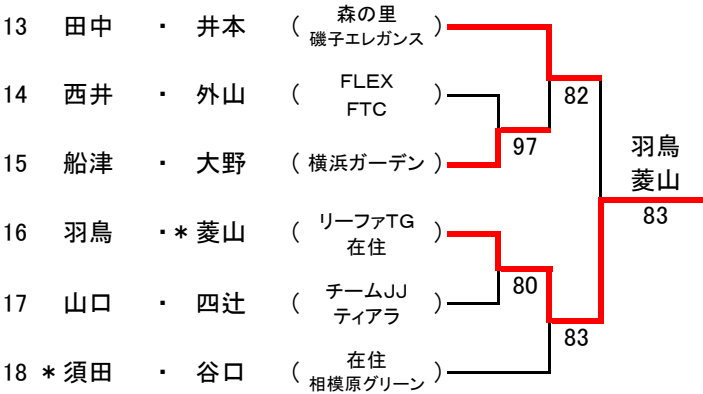 13 田中 ・ 井本 ( 森の里 磯子エレガンス )
82
14 西井 ・ 外山 ( FLEX FTC )
97
15 船津 ・ 大野 ( 横浜ガーデン )
羽鳥
菱山
83
16 羽鳥 ・＊菱山 ( リーファTG 在住 )
80
17 山口 ・ 四辻 ( チームJJ ティアラ )
83
18 ＊須田 ・ 谷口 ( 在住 相模原グリーン )